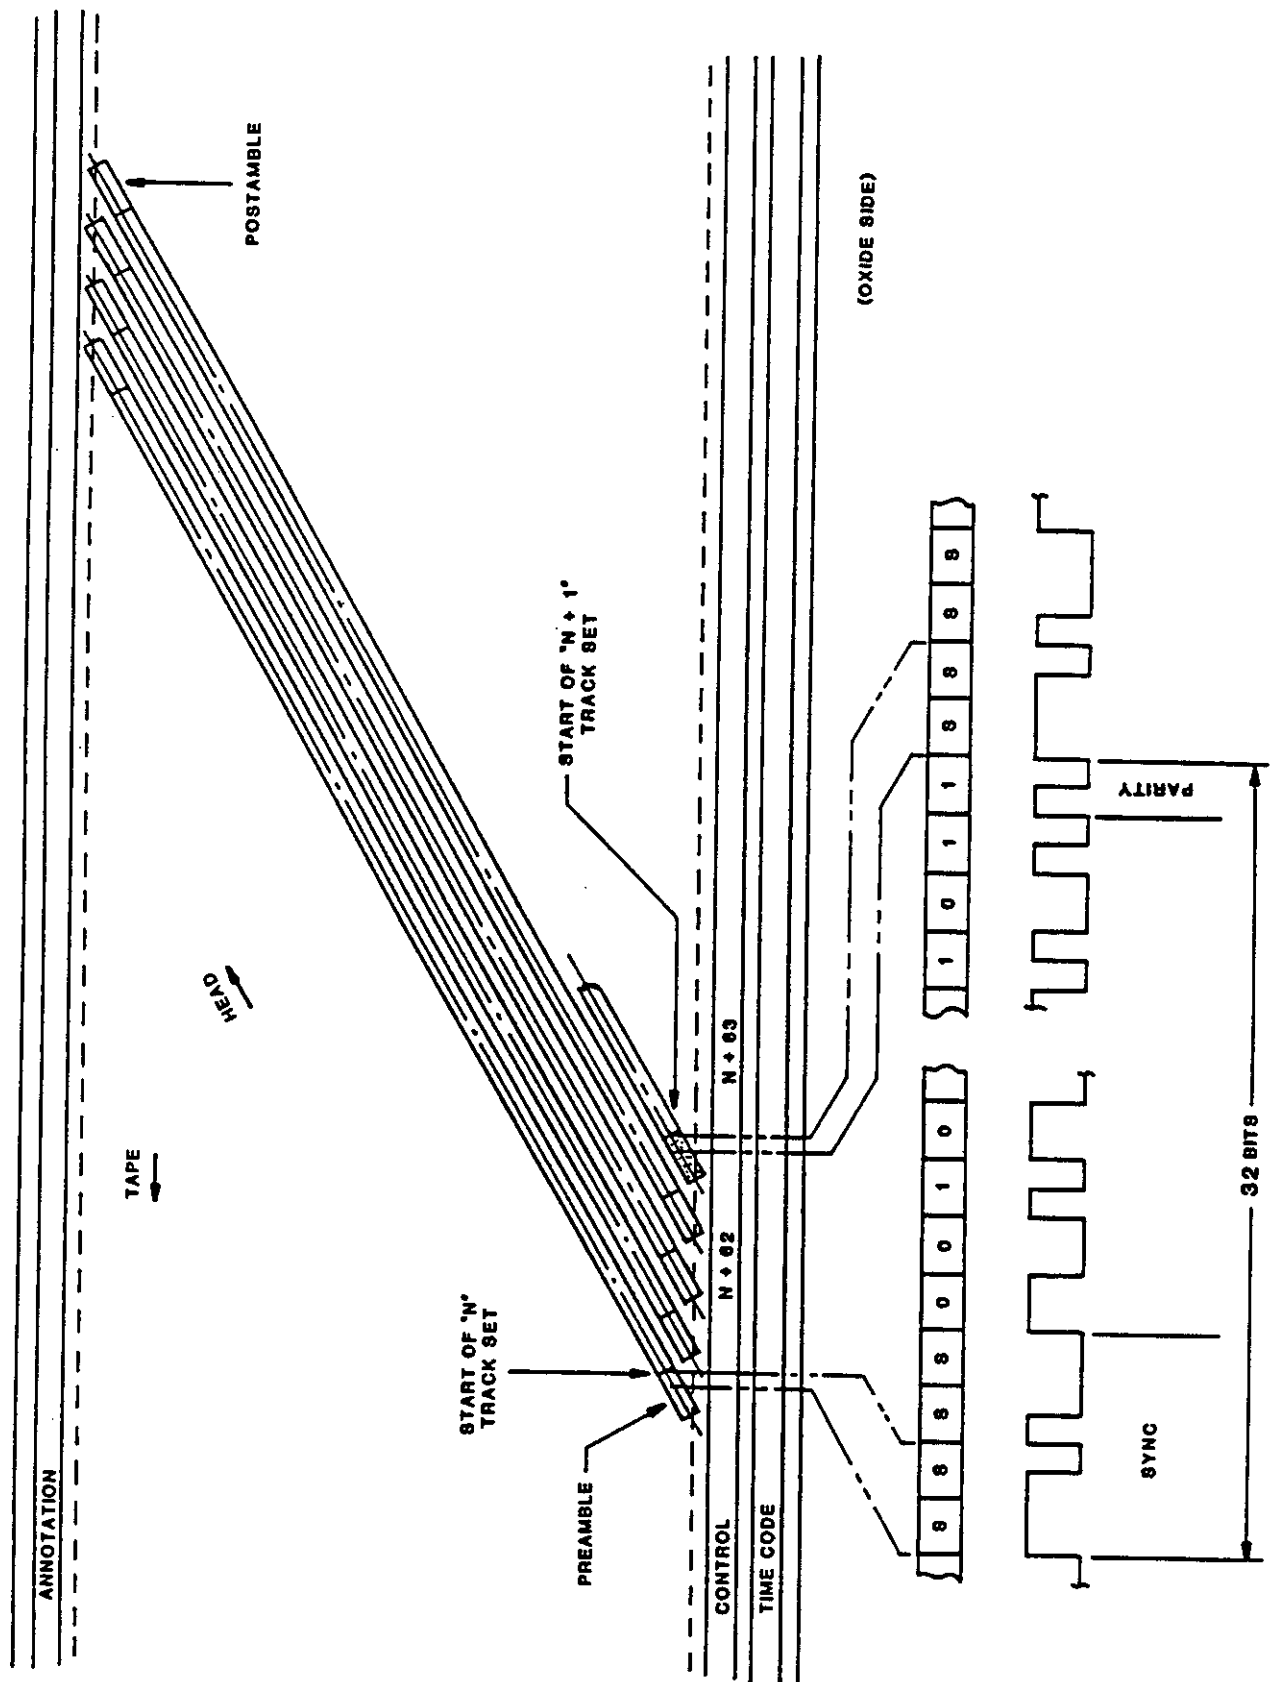 ANNOTATION
TAPE
HEAD
POSTAMBLE
START OF "N"
TRACK SET
PREAMBLE
START OF "N + 1"
TRACK SET
CONTROL
N + 62
N + 63
TIME CODE
(OXIDE SIDE)
S S S S 0 0 1 0
1 0 1 1 S S S S
SYNC
PARITY
32 BITS